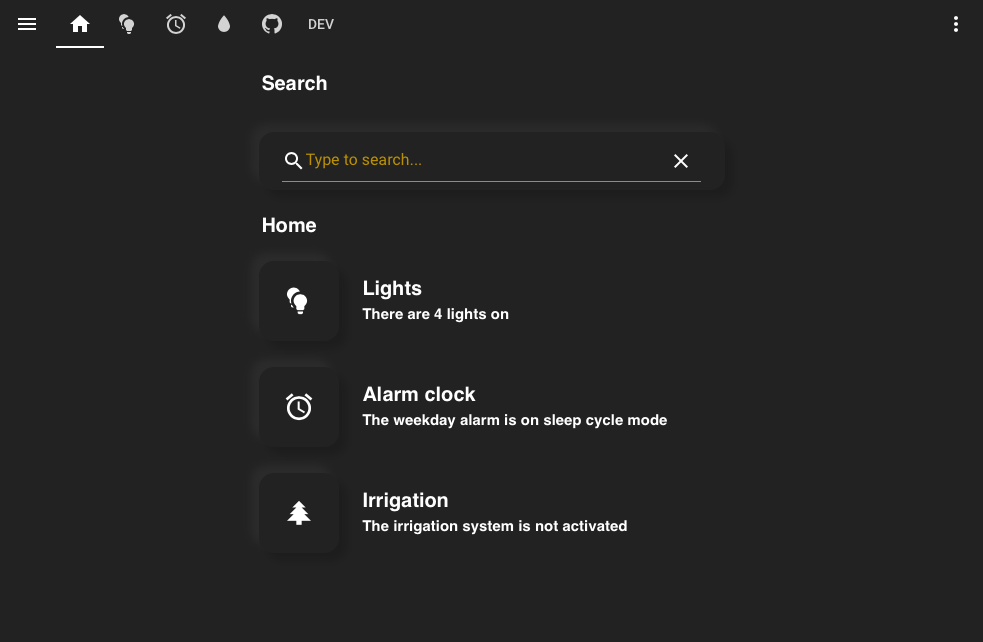 DEV
Search
Type to search...
Home
Lights
There are 4 lights on
Alarm clock
The weekday alarm is on sleep cycle mode
Irrigation
The irrigation system is not activated